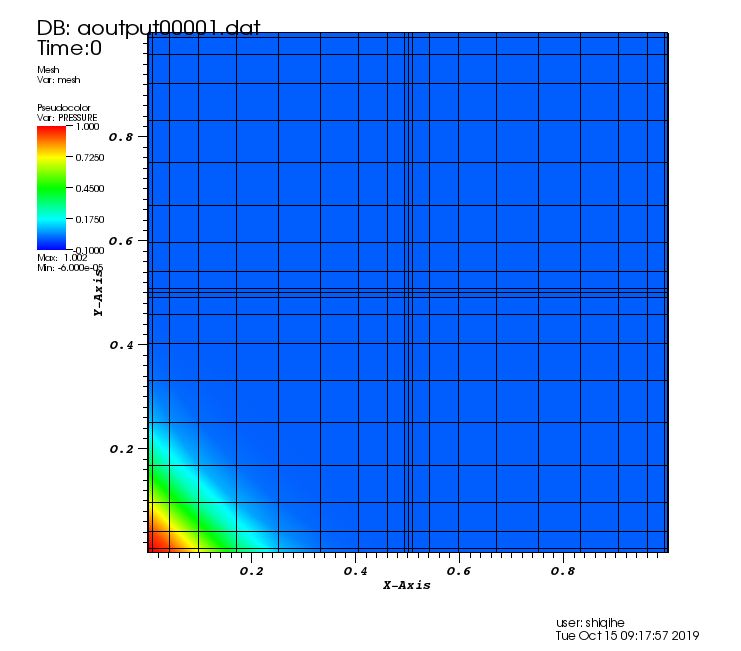 DB: aoutput00001.dat
Time:0
Mesh
Var: mesh
Pseudocolor
Var: PRESSURE
1.000
0.7250
0.4500
0.1750
-0.1000
Max: 1.002
Min: -6.000e-05
Y-Axis
0.8
0.6
0.4
0.2
0.2 0.4 0.6 0.8
X-Axis
user: shiqihe
Tue Oct 15 09:17:57 2019